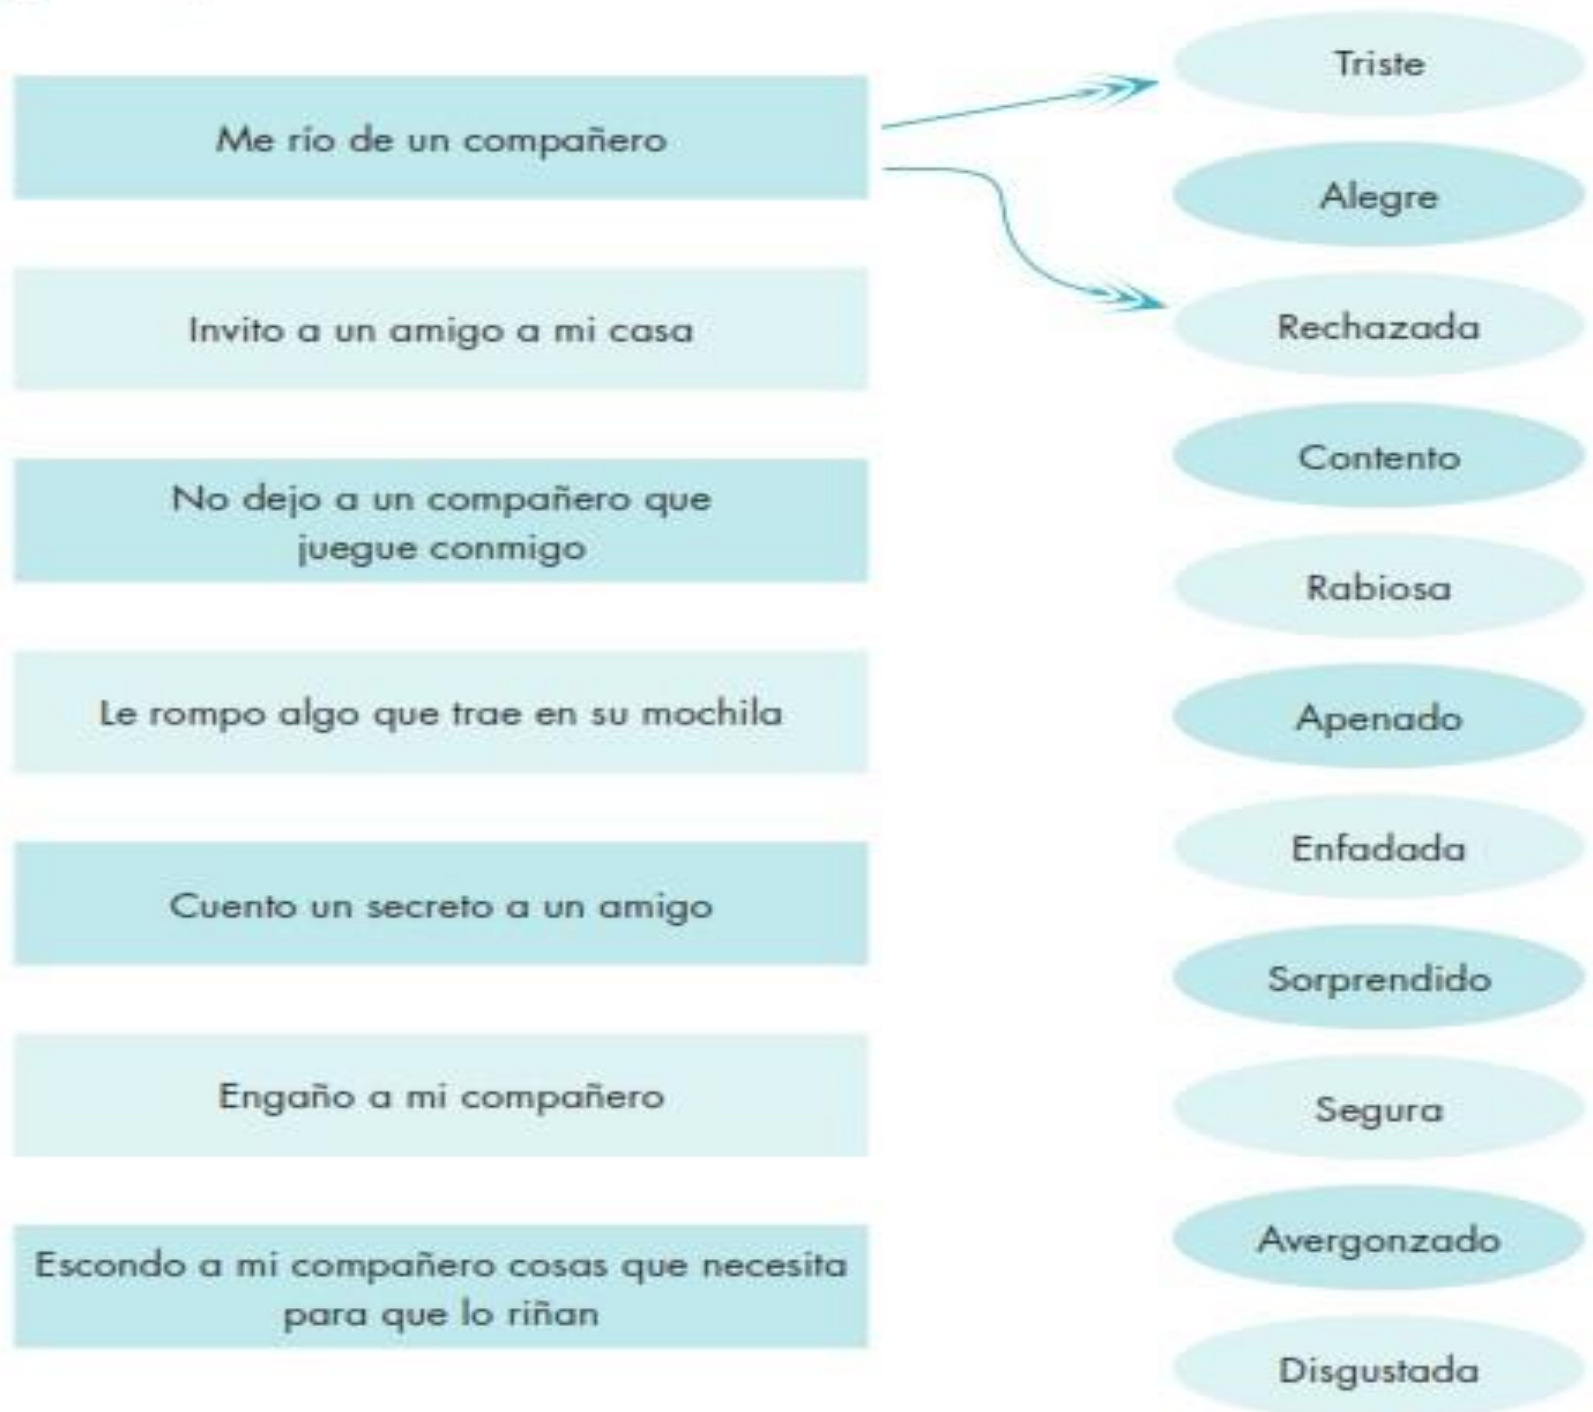 Me río de un compañero
Invito a un amigo a mi casa
No dejo a un compañero que
juegue conmigo
Le rompo algo que trae en su mochila
Cuento un secreto a un amigo
Engaño a mi compañero
Escondo a mi compañero cosas que necesita
para que lo riñan
Triste
Alegre
Rechazada
Contento
Rabiosa
Apenado
Enfadada
Sorprendido
Segura
Avergonzado
Disgustada